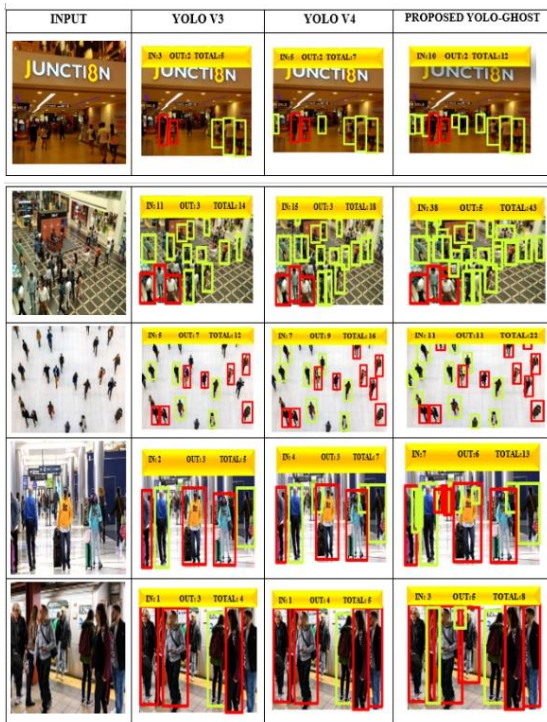 INPUT YOLO V3 YOLO V4 PROPOSED YOLO-GHOST
JUNCTI8N IN:3 OUT:2 TOTAL:5 JUNCTI8N IN:5 OUT:2 TOTAL:7 JUNCTI8N IN:10 OUT:2 TOTAL:12 JUNCTI8N
IN:11 OUT:3 TOTAL:14 IN:15 OUT:3 TOTAL:18 IN:38 OUT:5 TOTAL:43
OUT:7 TOTAL:12 IN:7 OUT:9 TOTAL:16 IN:11 OUT:11 TOTAL:22
IN:2 OUT:3 TOTAL:5 IN:4 OUT:3 TOTAL:7 IN:7 OUT:6 TOTAL:13
IN:1 OUT:3 TOTAL:4 IN:1 OUT:4 TOTAL:5 IN:3 OUT:5 TOTAL:8